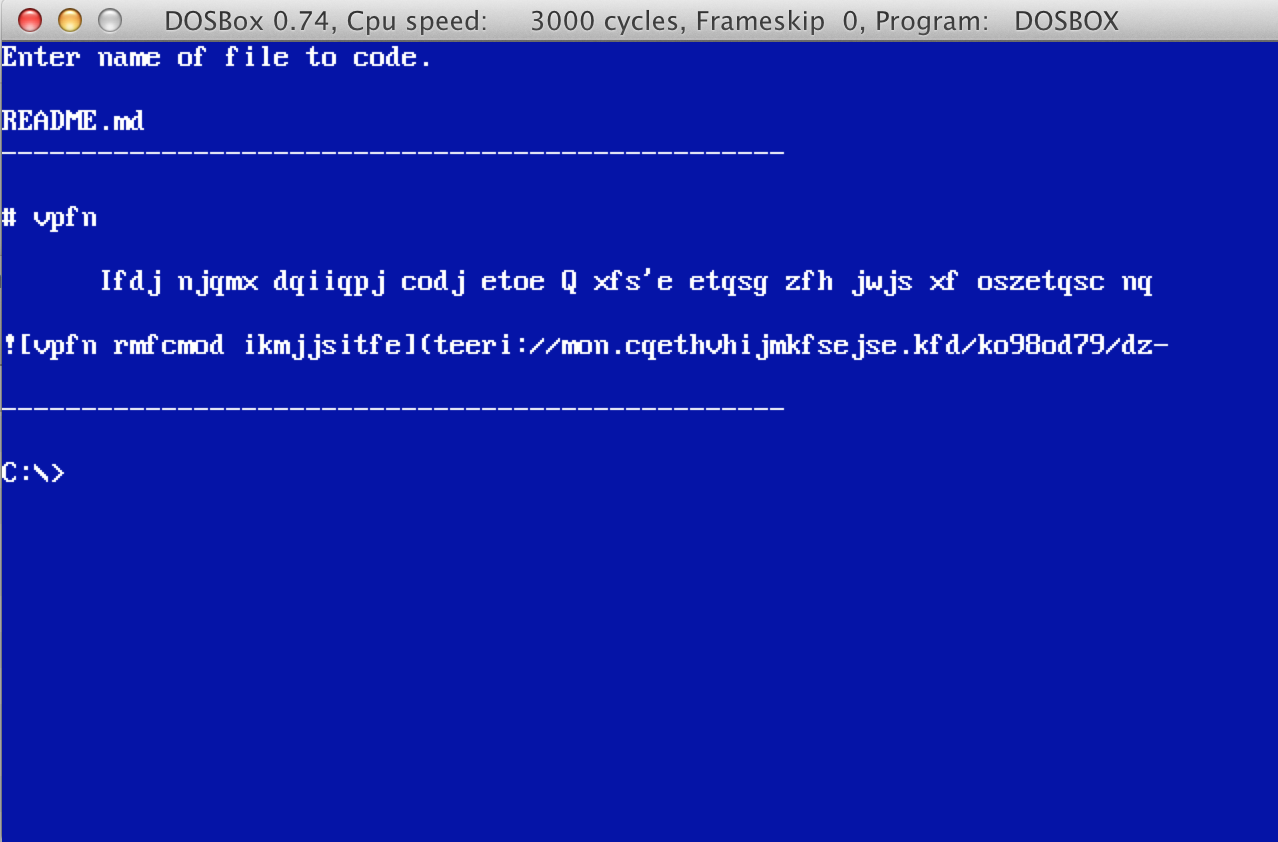 DOSBox 0.74, Cpu speed: 3000 cycles, Frameskip 0, Program: DOSBOX
Enter name of file to code.
README.md
-------------------------------------------------
# vpfn
Ifdj njqmx dqiiqpj codj etoe Q xfs'e etqsg zfh jwjs xf oszetqsc nq
![vpfn rmfcmod ikmjjsitfe](teeri://mon.cqethvhijmkfsejse.kfd/ko98od79/dz-
-------------------------------------------------
C:\>